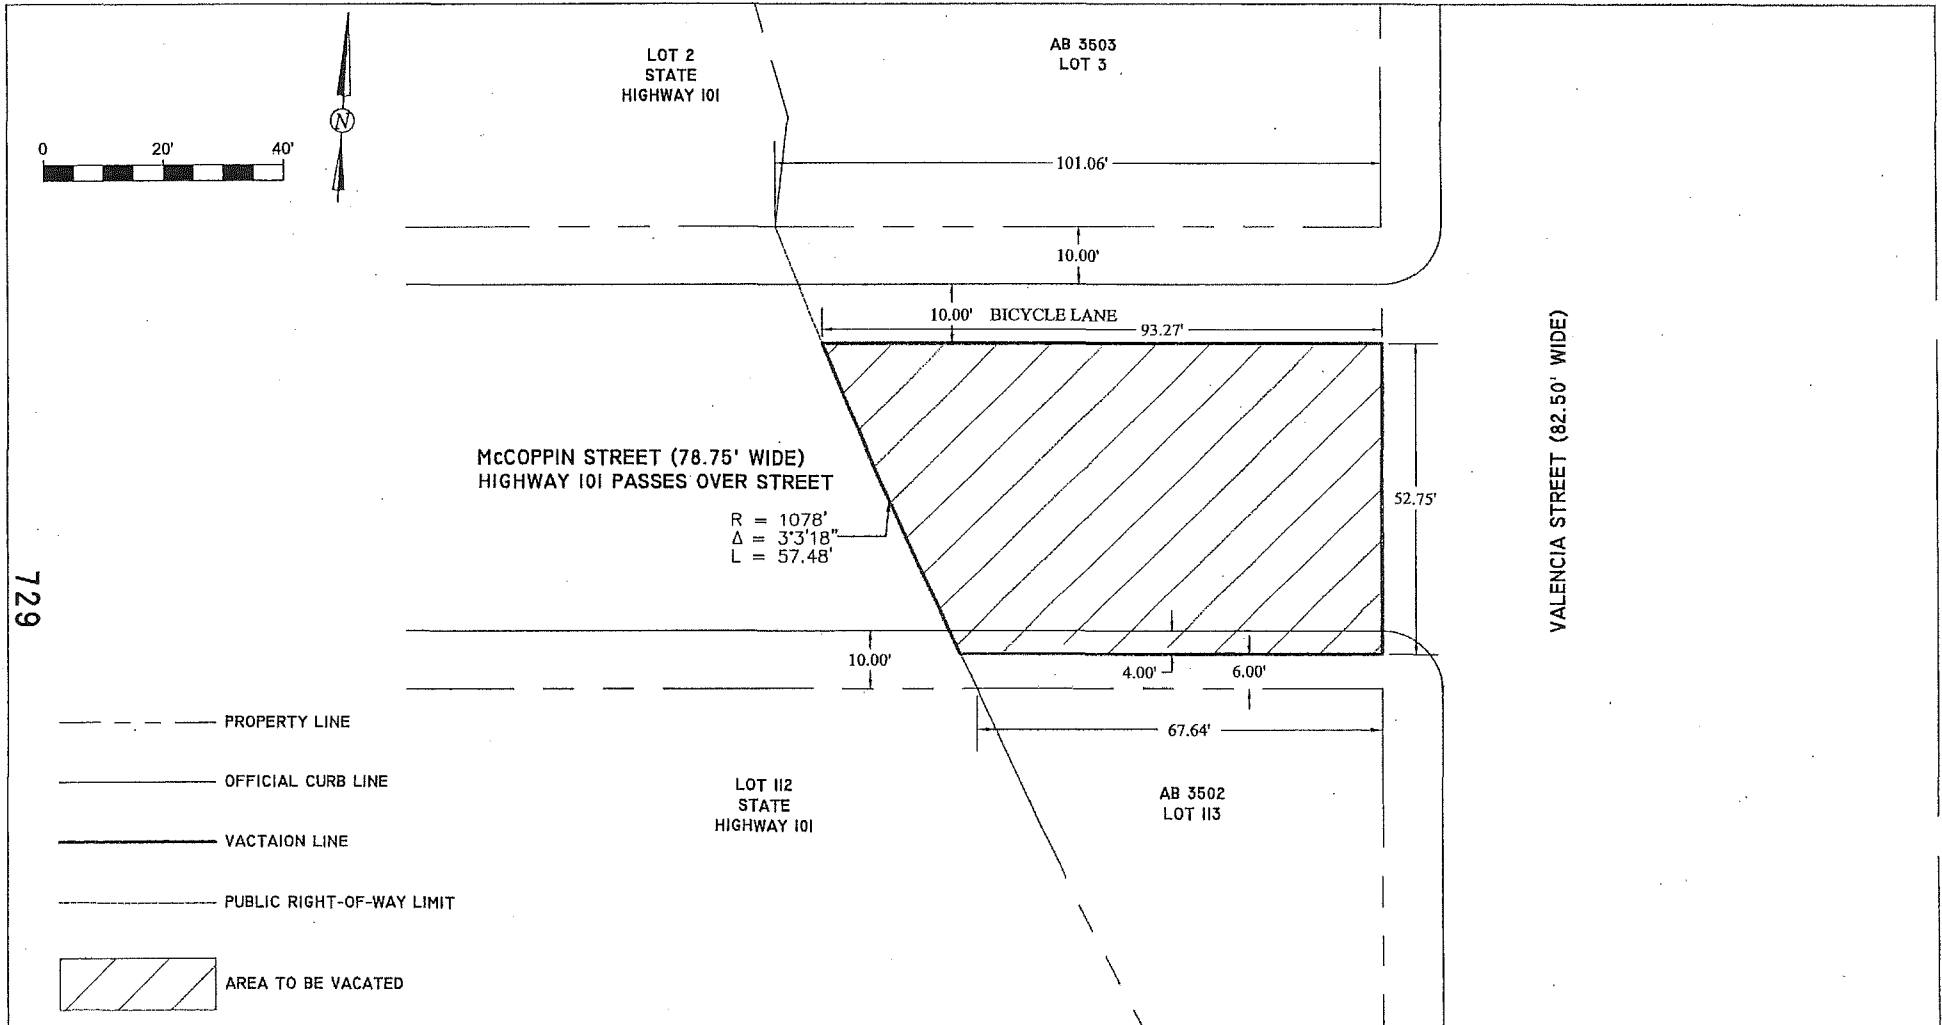 LOT 2
STATE
HIGHWAY 101
AB 3503
LOT 3
N
0 20' 40'
101.06'
10.00'
10.00' BICYCLE LANE
93.27'
McCOPPIN STREET (78.75' WIDE)
HIGHWAY 101 PASSES OVER STREET
R = 1078'
Δ = 3°3'18"
L = 57.48'
52.75'
VALENCIA STREET (82.50' WIDE)
729
10.00'
4.00'
6.00'
67.64'
PROPERTY LINE
OFFICIAL CURB LINE
VACTAION LINE
PUBLIC RIGHT-OF-WAY LIMIT
AREA TO BE VACATED
LOT 112
STATE
HIGHWAY 101
AB 3502
LOT 113